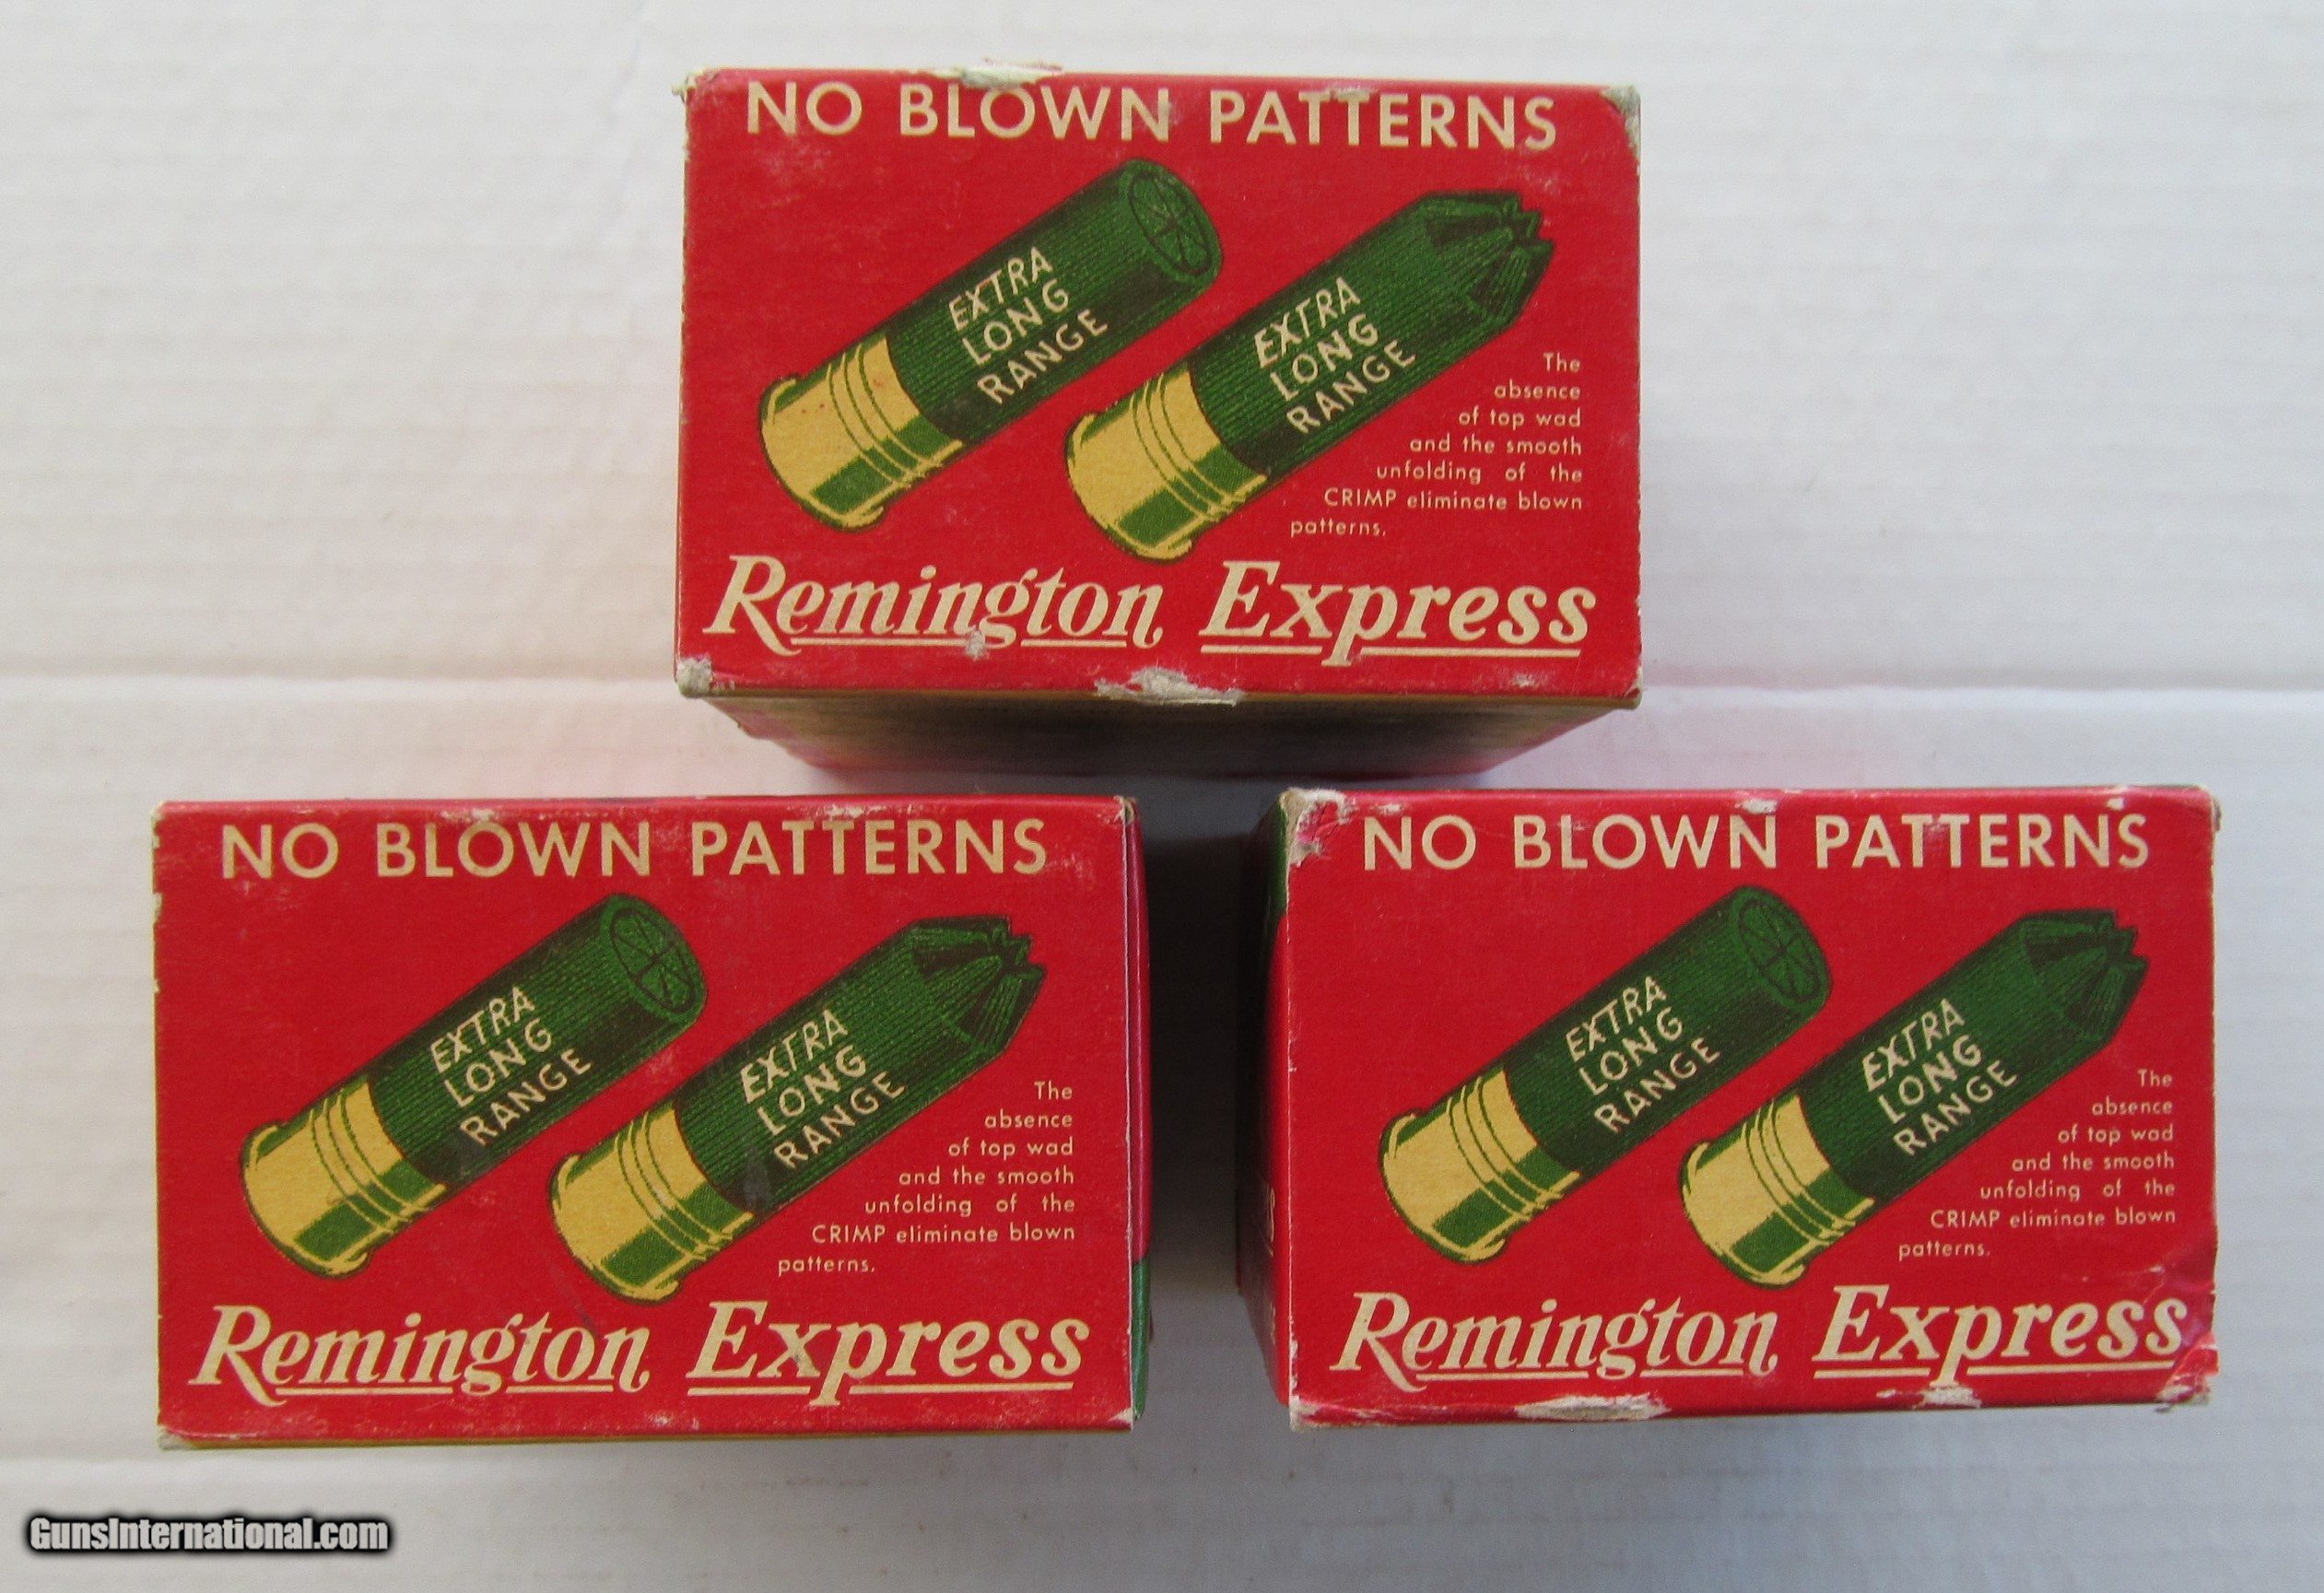 NO BLOWN PATTERNS
EXTRA
LONG
RANGE
EXTRA
LONG
RANGE
The
absence
of top wad
and the smooth
unfolding of the
CRIMP eliminate blown
patterns.
Remington Express
NO BLOWN PATTERNS
EXTRA
LONG
RANGE
EXTRA
LONG
RANGE
The
absence
of top wad
and the smooth
unfolding of the
CRIMP eliminate blown
patterns.
Remington Express
NO BLOWN PATTERNS
EXTRA
LONG
RANGE
EXTRA
LONG
RANGE
The
absence
of top wad
and the smooth
unfolding of the
CRIMP eliminate blown
patterns.
Remington Express
GunsInternational.com